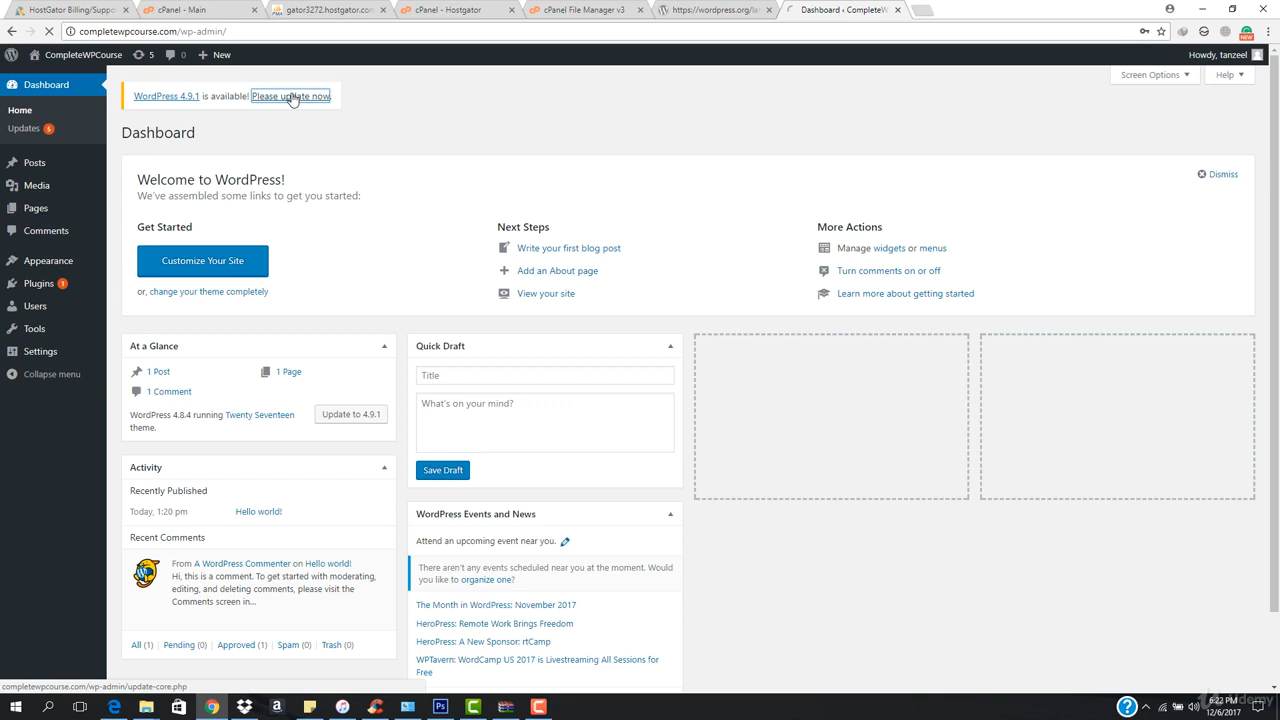 HostGator Billing/Suppo
cPanel - Main
gator3272.hostgator.com
cPanel - Hostgator
cPanel File Manager v3
https://wordpress.org/la
Dashboard ‹ CompleteW
completewpcourse.com/wp-admin/
NEW
CompleteWPCourse
5
0
New
Howdy, tanzeel
Dashboard
Home
Updates 5
Posts
Media
Pages
Comments
Appearance
Plugins 1
Users
Tools
Settings
Collapse menu
Screen Options
Help
WordPress 4.9.1 is available! Please update now.
Dashboard
Welcome to WordPress!
We've assembled some links to get you started:
Dismiss
Get Started
Customize Your Site
or, change your theme completely
Next Steps
Write your first blog post
Add an About page
View your site
More Actions
Manage widgets or menus
Turn comments on or off
Learn more about getting started
At a Glance
1 Post
1 Page
1 Comment
WordPress 4.8.4 running Twenty Seventeen
theme.
Update to 4.9.1
Activity
Recently Published
Today, 1:20 pm
Hello world!
Recent Comments
From A WordPress Commenter on Hello world!
Hi, this is a comment. To get started with moderating,
editing, and deleting comments, please visit the
Comments screen in...
All (1) | Pending (0) | Approved (1) | Spam (0) | Trash (0)
Quick Draft
Title
What's on your mind?
Save Draft
WordPress Events and News
Attend an upcoming event near you.
There aren't any events scheduled near you at the moment. Would
you like to organize one?
The Month in WordPress: November 2017
HeroPress: Remote Work Brings Freedom
HeroPress: A New Sponsor: rtCamp
WPTavern: WordCamp US 2017 is Livestreaming All Sessions for
Free
completewpcourse.com/wp-admin/update-core.php
6:22 PM
12/6/2017
Udemy